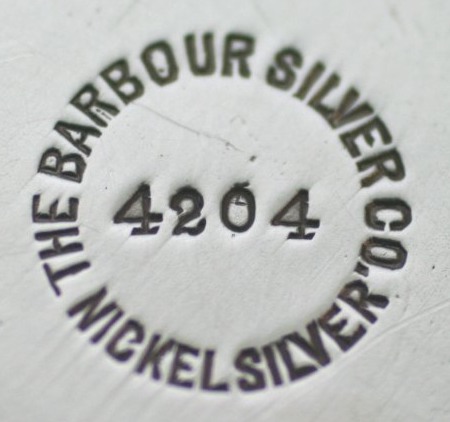 THE BARBOUR SILVER CO.
4204
NICKEL SILVER